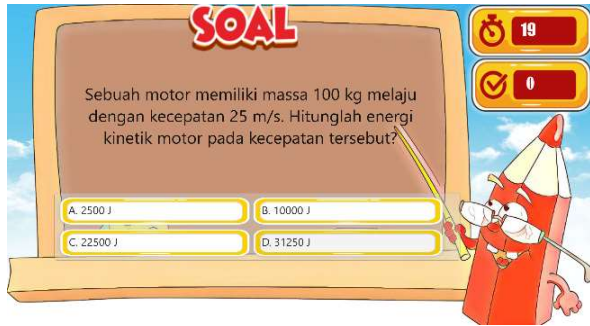 SOAL
19
0
Sebuah motor memiliki massa 100 kg melaju
dengan kecepatan 25 m/s. Hitunglah energi
kinetik motor pada kecepatan tersebut?
A. 2500 J
B. 10000 J
C. 22500 J
D. 31250 J